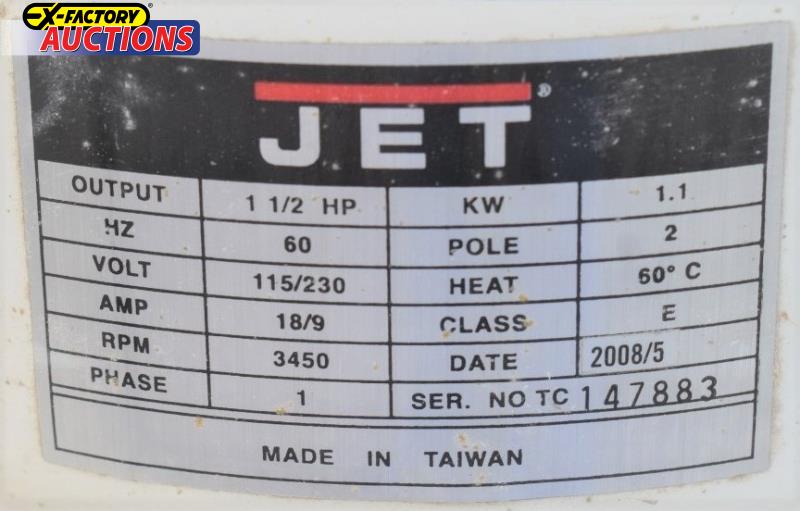 X-FACTORY
AUCTIONS
JET®
OUTPUT 1 1/2 HP KW 1.1
HZ 60 POLE 2
VOLT 115/230 HEAT 60° C
AMP 18/9 CLASS E
RPM 3450 DATE 2008/5
PHASE 1 SER. NO TC 147883
MADE IN TAIWAN